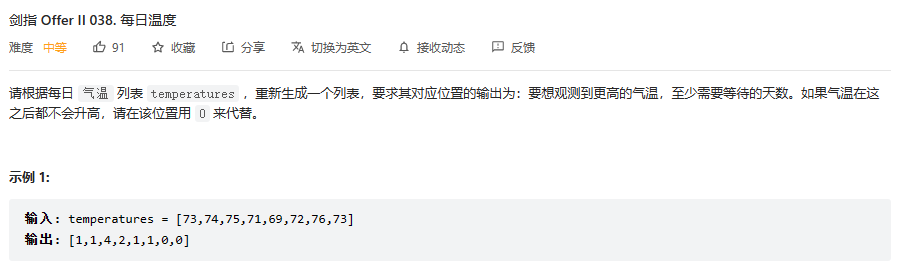 剑指 Offer II 038. 每日温度
难度 中等 91 收藏 分享 切换为英文 接收动态 反馈
请根据每日 气温 列表 temperatures ，重新生成一个列表，要求其对应位置的输出为：要想观测到更高的气温，至少需要等待的天数。如果气温在这
之后都不会升高，请在该位置用 0 来代替。
示例 1:
输入: temperatures = [73,74,75,71,69,72,76,73]
输出: [1,1,4,2,1,1,0,0]